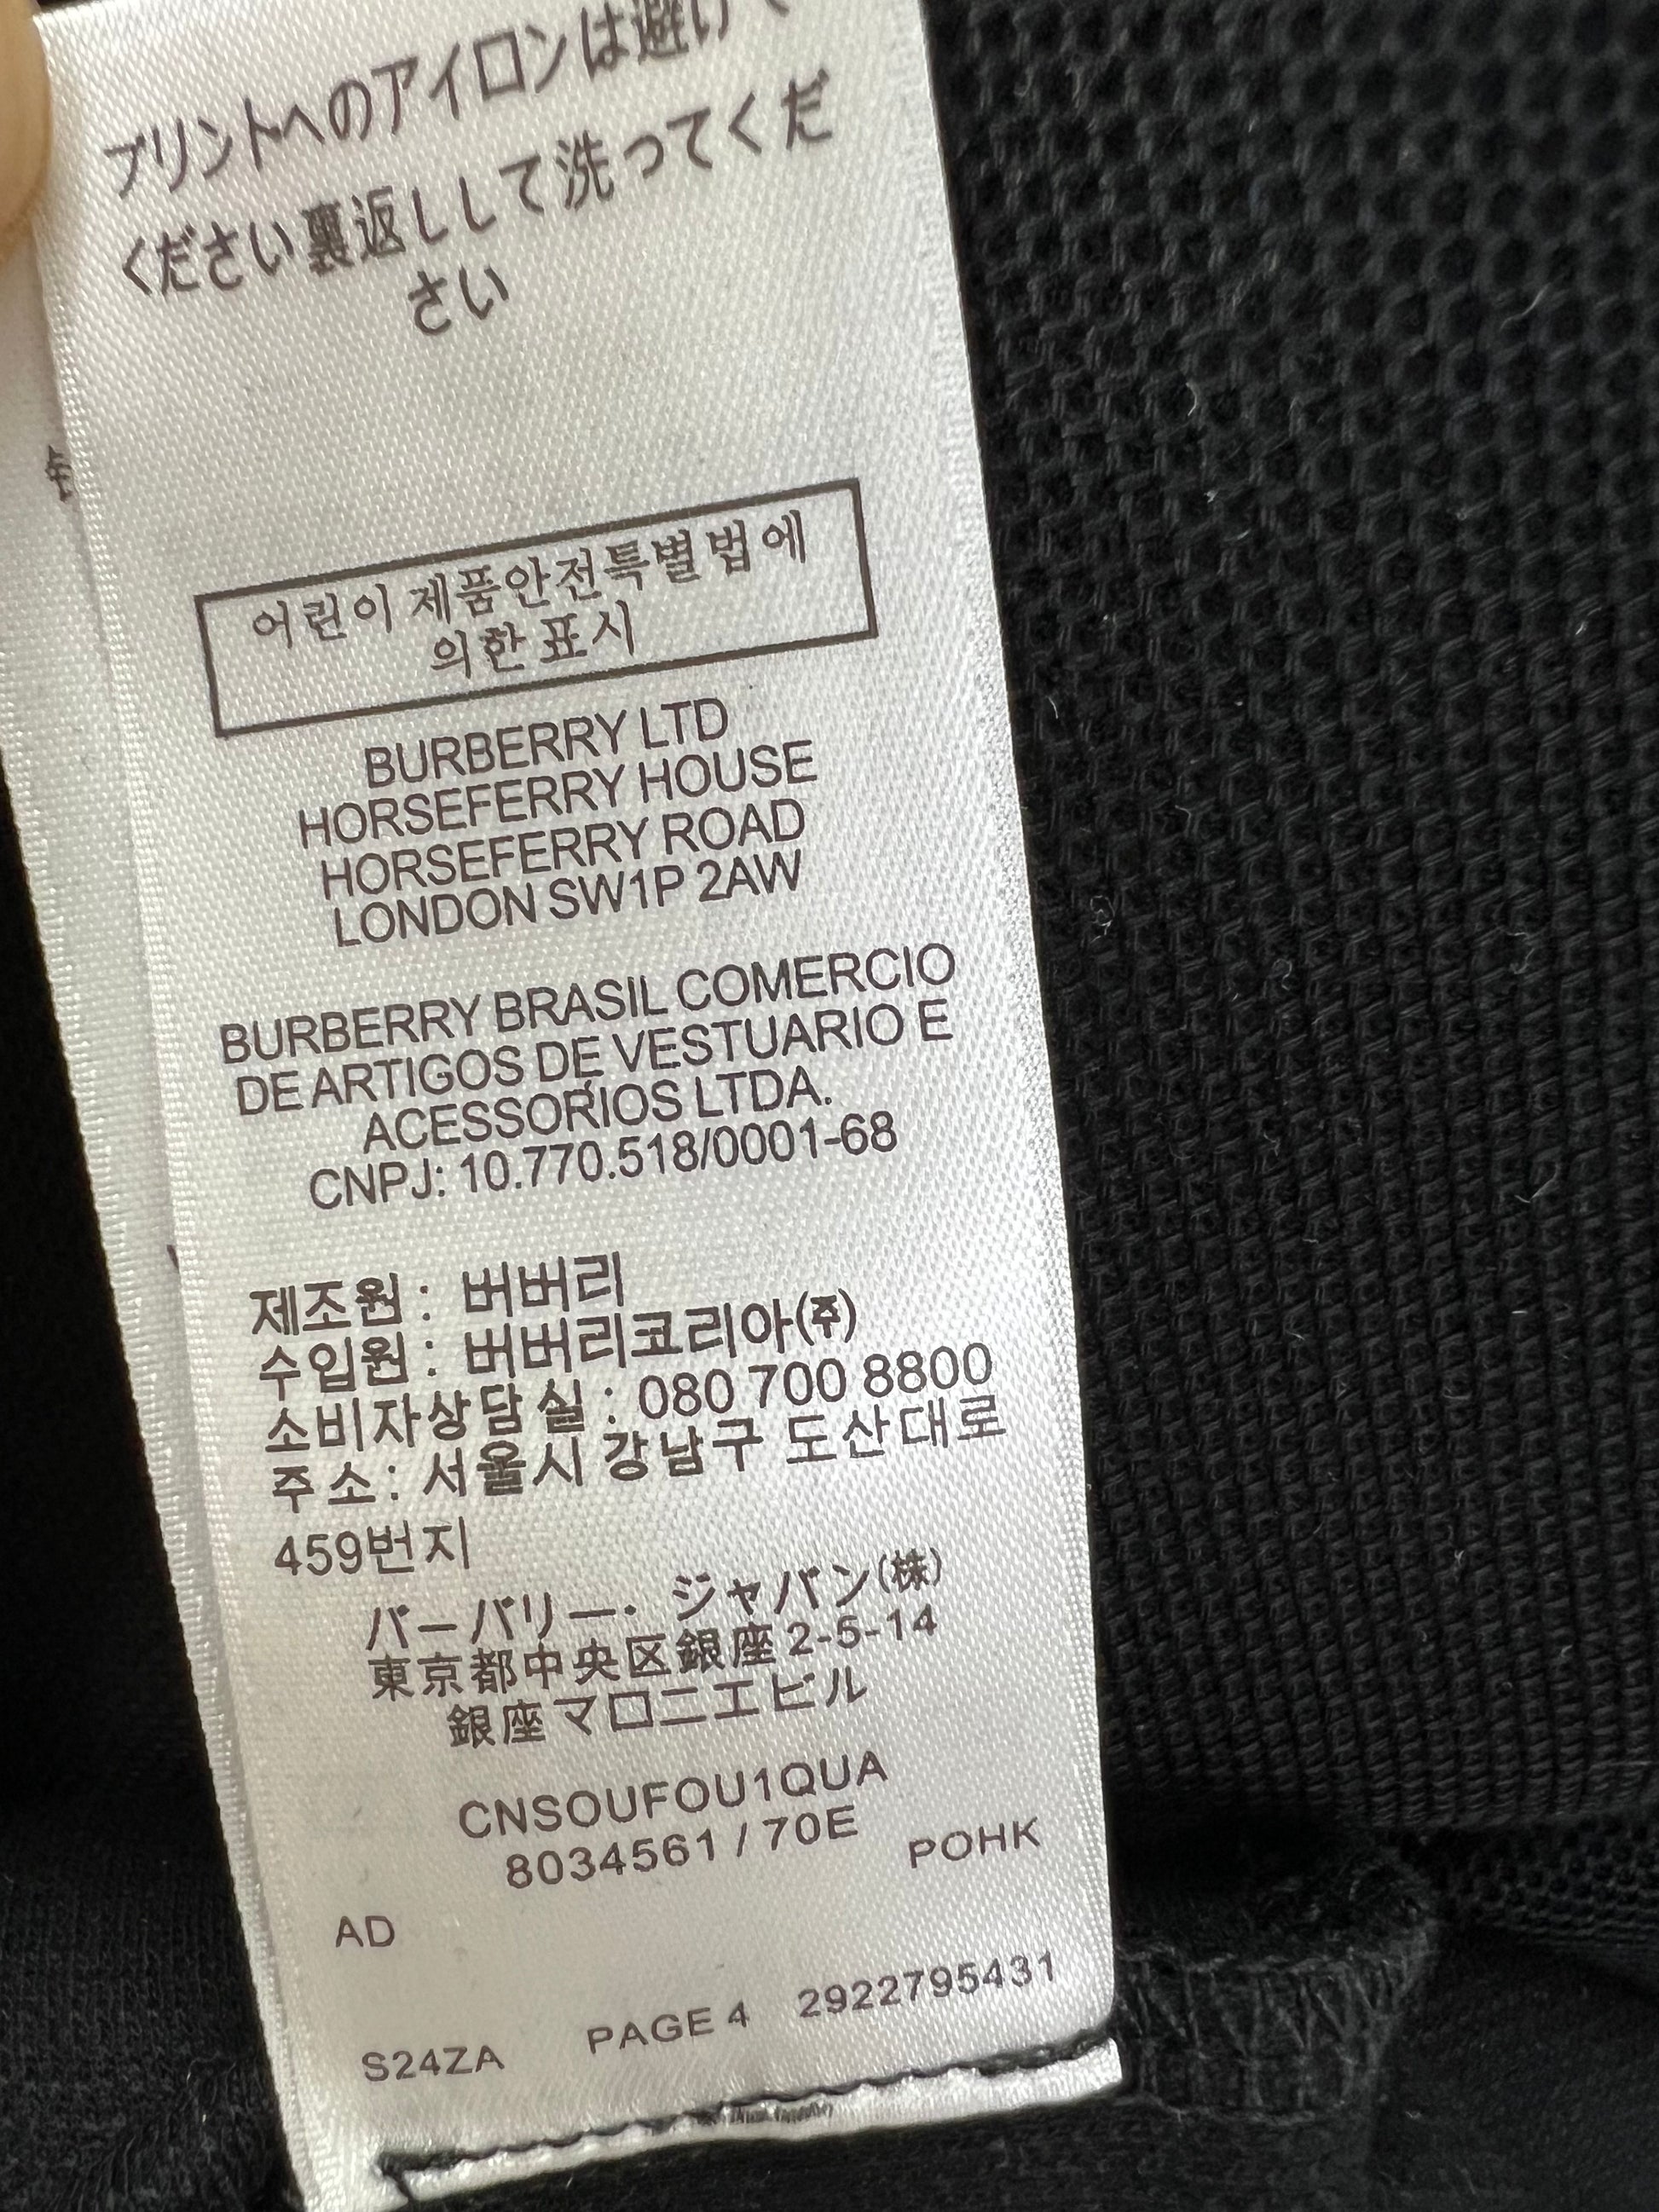 プリントへのアイロンは避けて
ください裏返しして洗ってくだ
さい
어린이 제품안전특별법에
의한 표시
BURBERRY LTD
HORSEFERRY HOUSE
HORSEFERRY ROAD
LONDON SW1P 2AW
BURBERRY BRASIL COMERCIO
DE ARTIGOS DE VESTUARIO E
ACESSORIOS LTDA.
CNPJ: 10.770.518/0001-68
제조원 : 버버리
수입원 : 버버리코리아(주)
소비자상담실 : 080 700 8800
주소 : 서울시 강남구 도산대로
459번지
バーバリー・ジャパン(株)
東京都中央区銀座2-5-14
銀座マロニエビル
CNSOUFOU1QUA
8034561 / 70E
POHK
AD
S24ZA PAGE 4 2922795431